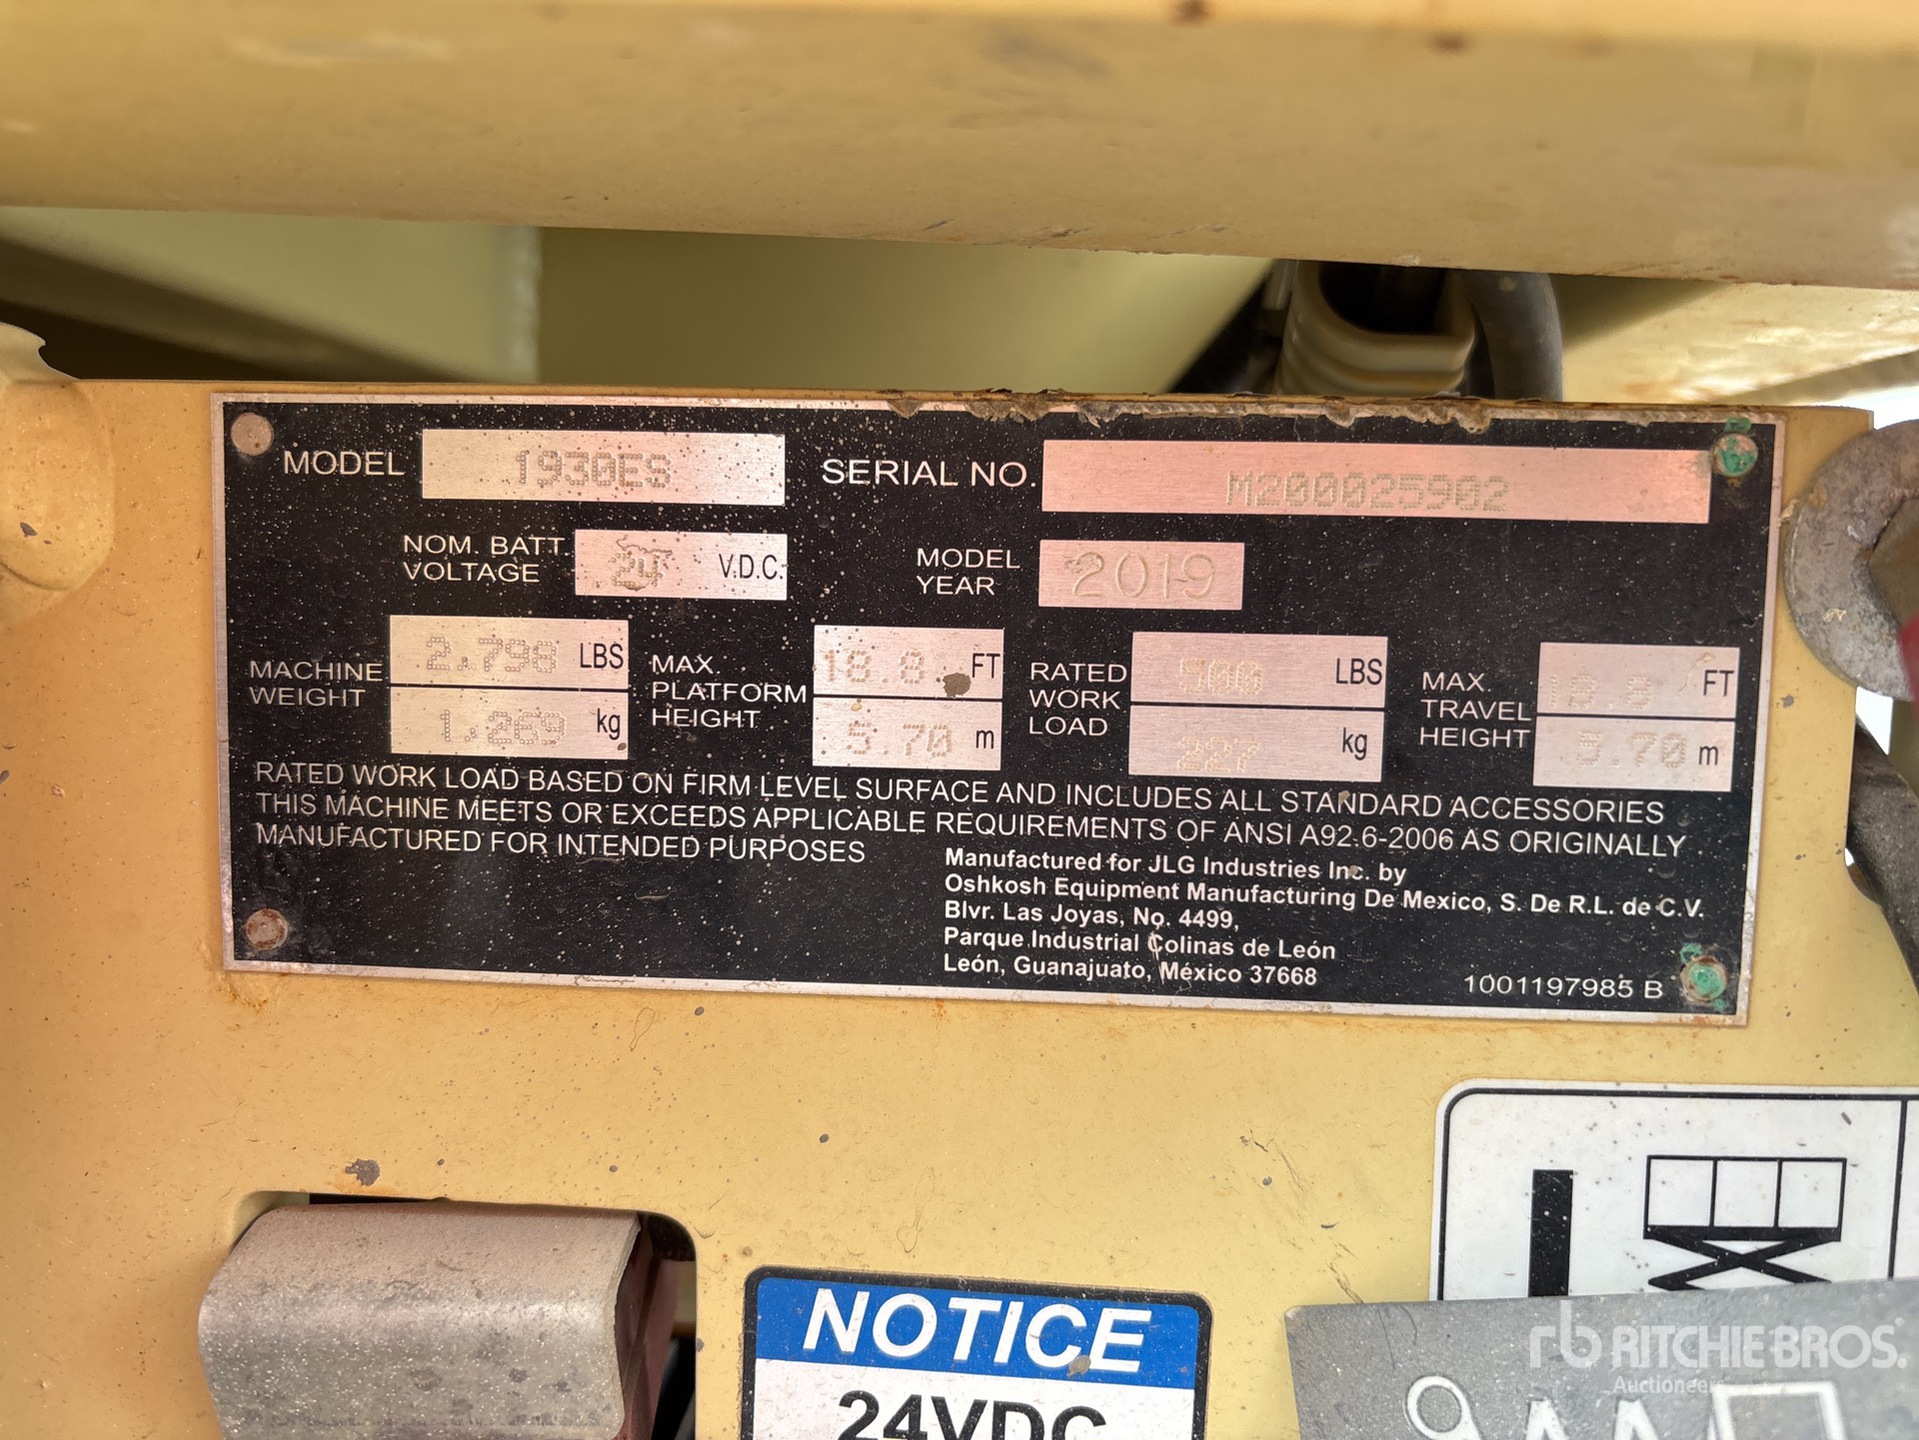 MODEL 1930ES SERIAL NO. M200025902
NOM. BATT. VOLTAGE 24 V.D.C. MODEL YEAR 2019
MACHINE WEIGHT 2,798 LBS 1,269 kg
MAX. PLATFORM HEIGHT 18.8 FT 5.70 m
RATED WORK LOAD 500 LBS 227 kg
MAX. TRAVEL HEIGHT 18.8 FT 5.70 m
RATED WORK LOAD BASED ON FIRM LEVEL SURFACE AND INCLUDES ALL STANDARD ACCESSORIES
THIS MACHINE MEETS OR EXCEEDS APPLICABLE REQUIREMENTS OF ANSI A92.6-2006 AS ORIGINALLY
MANUFACTURED FOR INTENDED PURPOSES
Manufactured for JLG Industries Inc. by
Oshkosh Equipment Manufacturing De Mexico, S. De R.L. de C.V.
Blvr. Las Joyas, No. 4499,
Parque Industrial Colinas de León
León, Guanajuato, México 37668
1001197985 B
NOTICE
24VDC
rb RITCHIE BROS.
Auctioneers